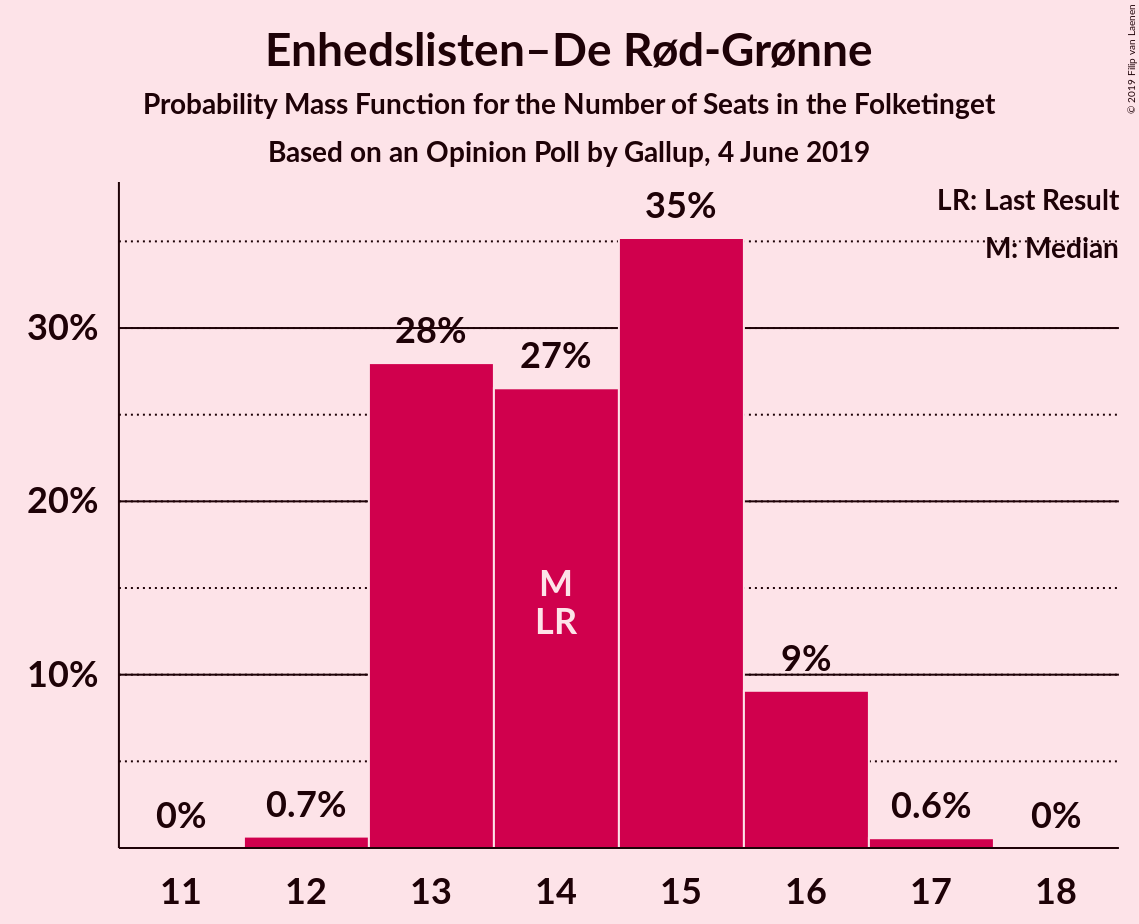 Enhedslisten–De Rød-Grønne
Probability Mass Function for the Number of Seats in the Folketinget
Based on an Opinion Poll by Gallup, 4 June 2019
© 2019 Filip van Laenen
LR: Last Result
M: Median
35%
30%
28%
27%
20%
M
LR
10%
9%
0%
0.7%
0.6%
0%
11 12 13 14 15 16 17 18